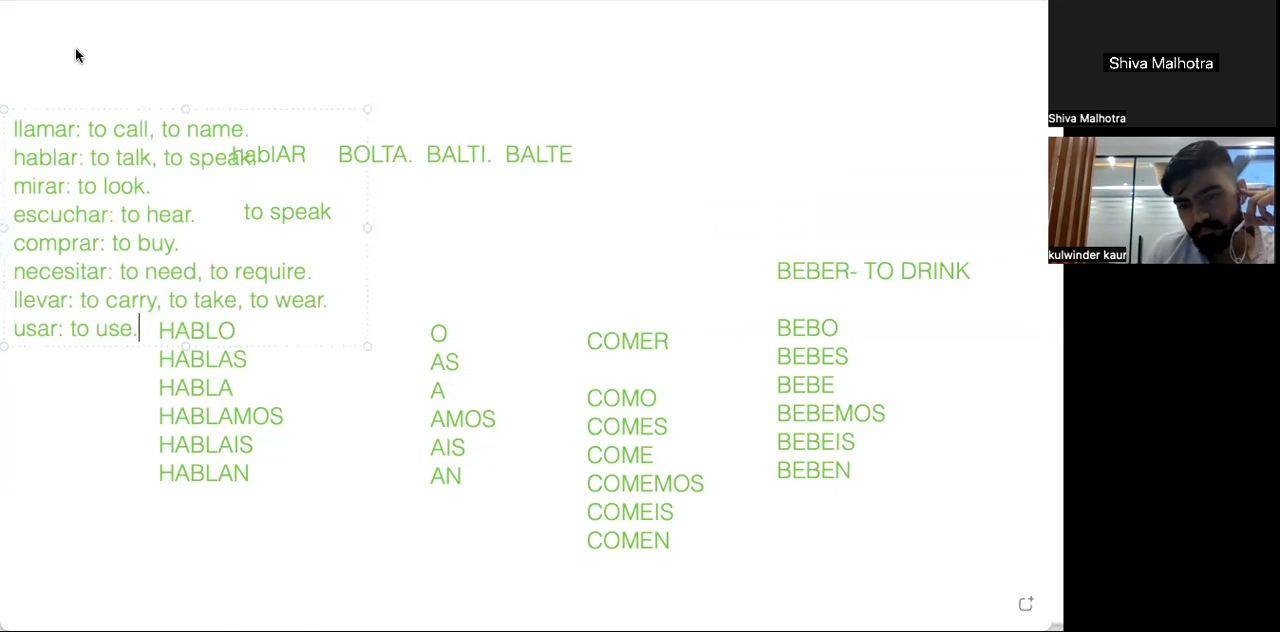 llamar: to call, to name.
hablar: to talk, to speak.
mirar: to look.
escuchar: to hear.
comprar: to buy.
necesitar: to need, to require.
llevar: to carry, to take, to wear.
usar: to use.
hablAR BOLTA. BALTI. BALTE
to speak
HABLO
HABLAS
HABLA
HABLAMOS
HABLAIS
HABLAN
O
AS
A
AMOS
AIS
AN
COMER
COMO
COMES
COME
COMEMOS
COMEIS
COMEN
BEBER- TO DRINK
BEBO
BEBES
BEBE
BEBEMOS
BEBEIS
BEBEN
Shiva Malhotra
Shiva Malhotra
kulwinder kaur